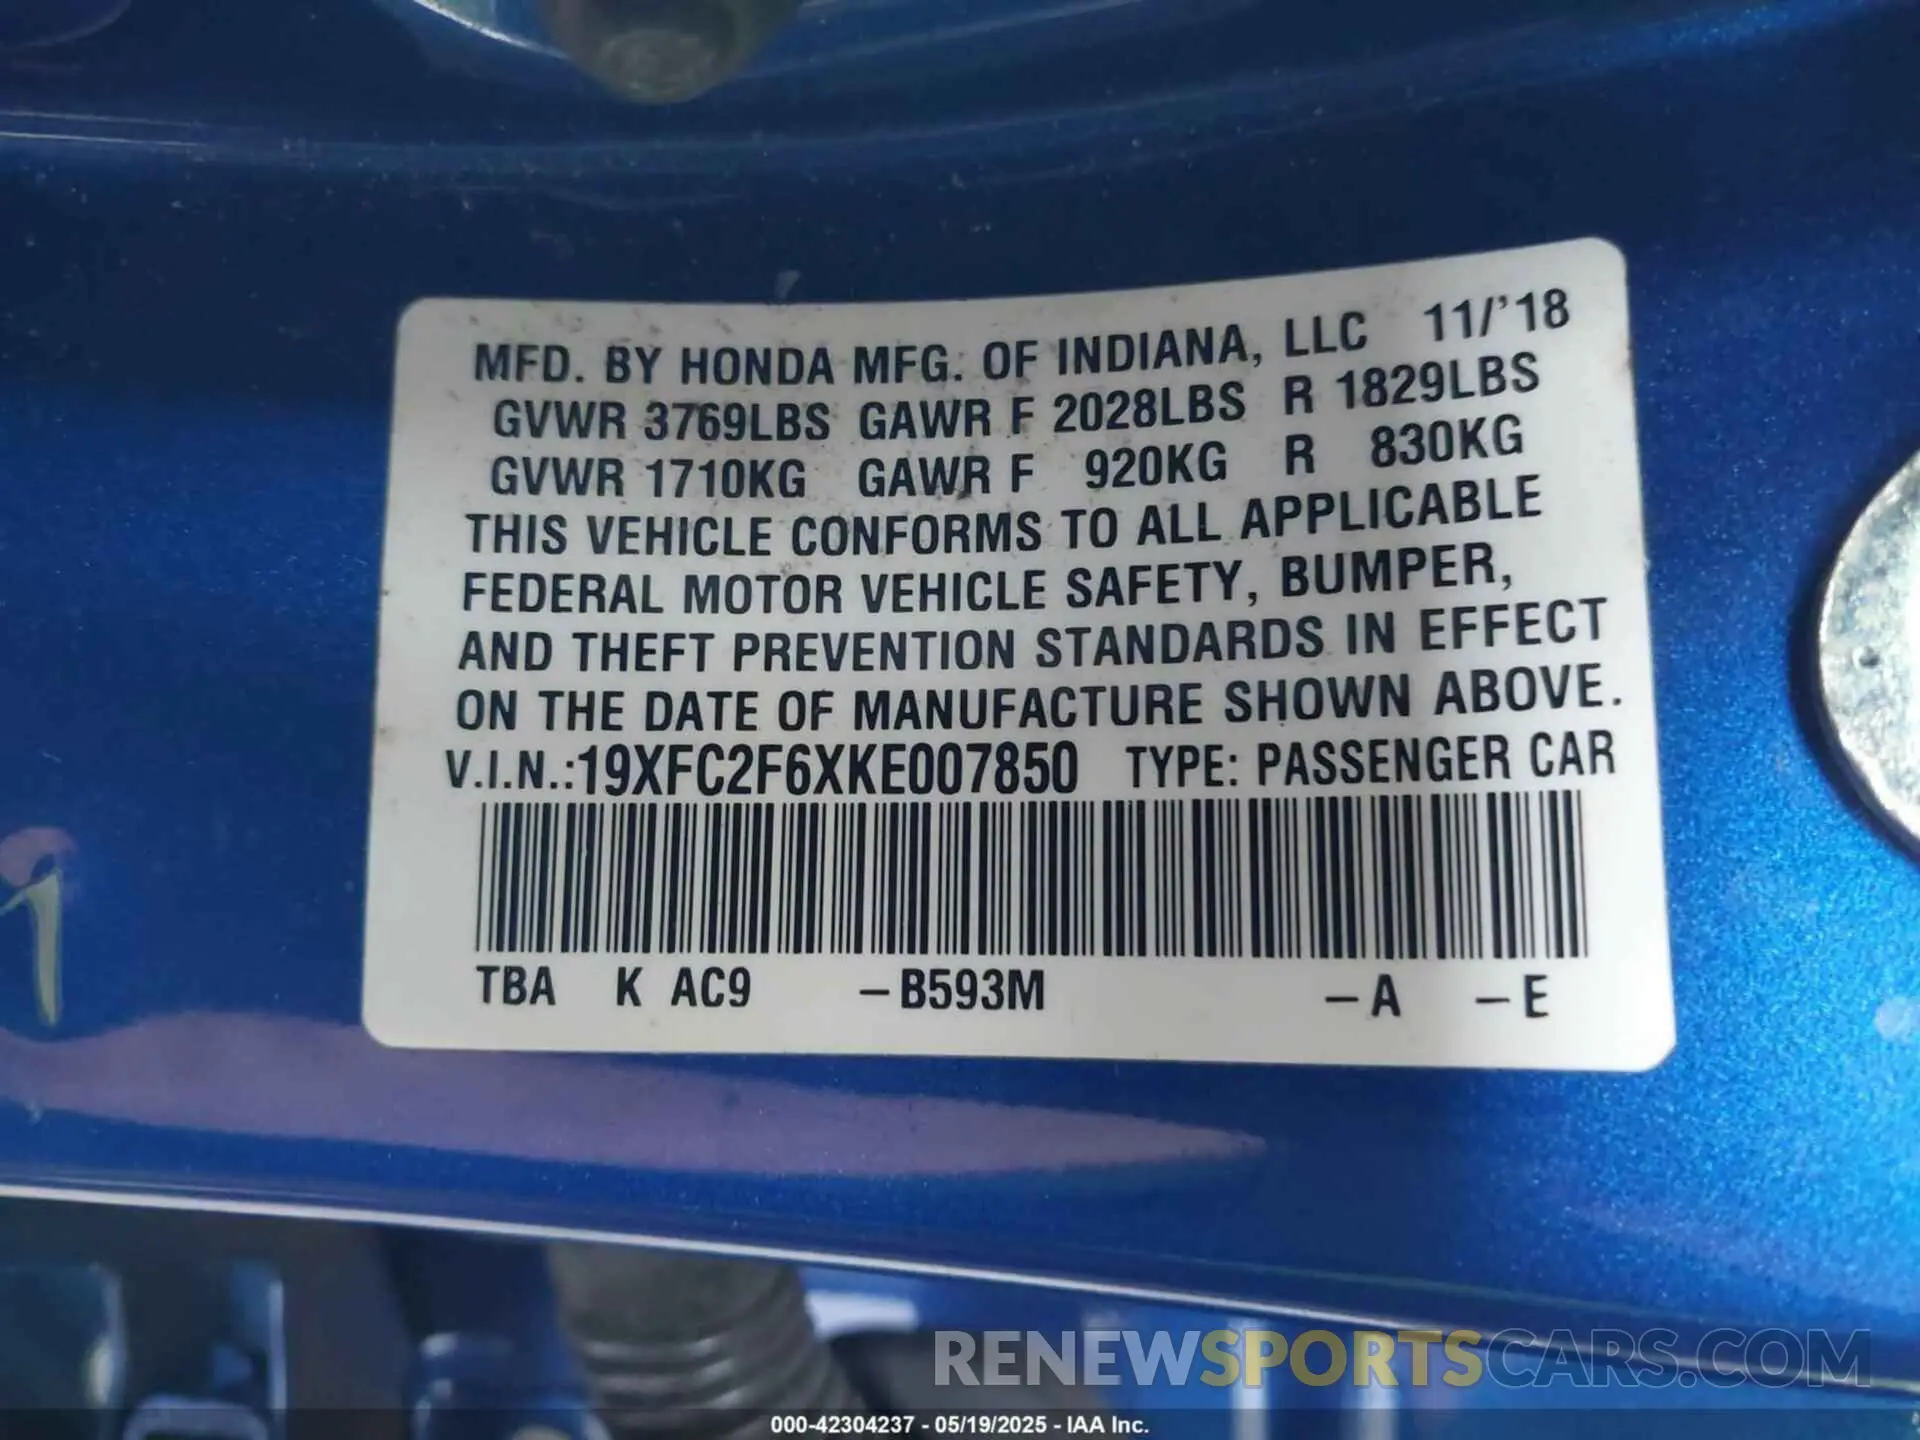 MFD. BY HONDA MFG. OF INDIANA, LLC 11/'18
GVWR 3769LBS GAWR F 2028LBS R 1829LBS
GVWR 1710KG GAWR F 920KG R 830KG
THIS VEHICLE CONFORMS TO ALL APPLICABLE
FEDERAL MOTOR VEHICLE SAFETY, BUMPER,
AND THEFT PREVENTION STANDARDS IN EFFECT
ON THE DATE OF MANUFACTURE SHOWN ABOVE.
V.I.N.:19XFC2F6XKE007850 TYPE: PASSENGER CAR
TBA K AC9 –B593M –A –E
1
RENEWSPORTSCARS.COM
000-42304237 - 05/19/2025 - IAA Inc.